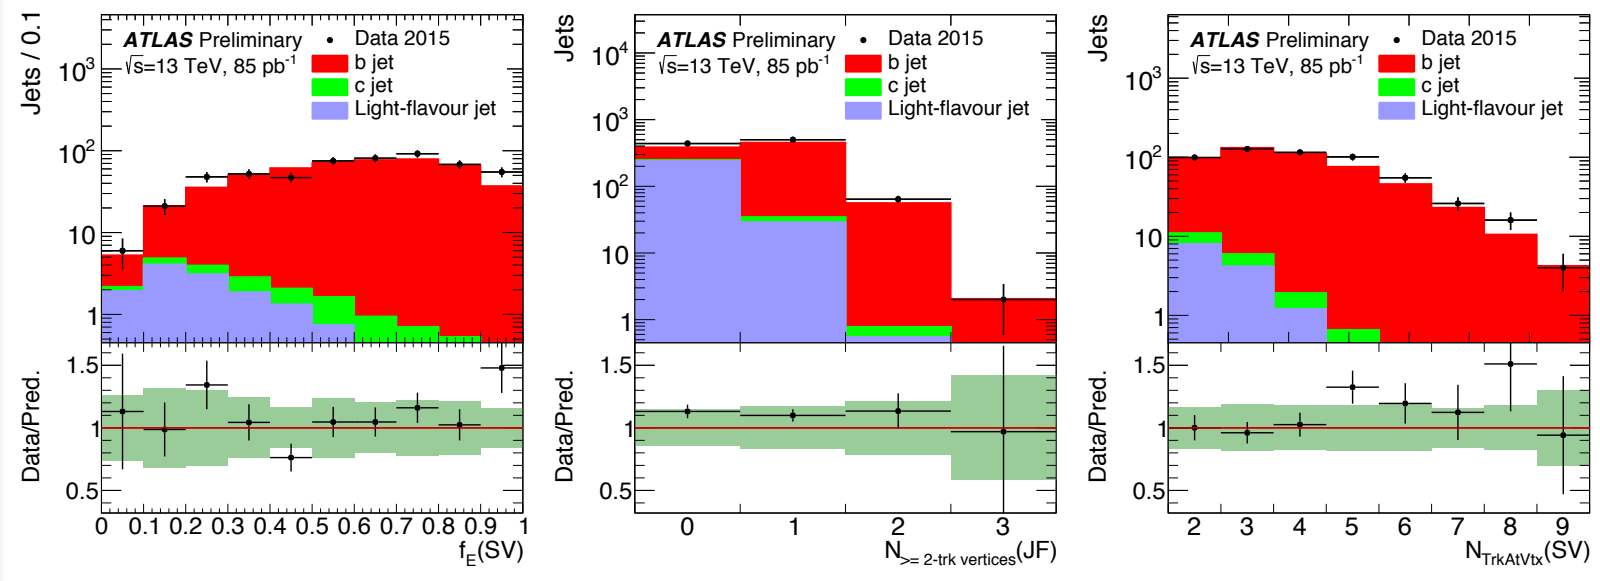 Jets / 0.1
ATLAS Preliminary
√s=13 TeV, 85 pb⁻¹
Data 2015
b jet
c jet
Light-flavour jet
10³
10²
10
1
Data/Pred.
1.5
1
0.5
0 0.1 0.2 0.3 0.4 0.5 0.6 0.7 0.8 0.9 1
f_E(SV)
Jets
ATLAS Preliminary
√s=13 TeV, 85 pb⁻¹
Data 2015
b jet
c jet
Light-flavour jet
10⁴
10³
10²
10
1
Data/Pred.
1.5
1
0.5
0 1 2 3
N_>= 2-trk vertices(JF)
Jets
ATLAS Preliminary
√s=13 TeV, 85 pb⁻¹
Data 2015
b jet
c jet
Light-flavour jet
10³
10²
10
1
Data/Pred.
1.5
1
0.5
2 3 4 5 6 7 8 9
N_TrkAtVtx(SV)